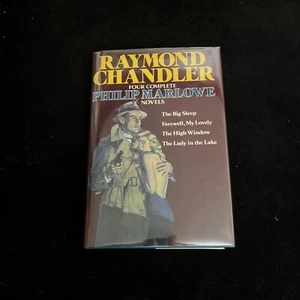 RAYMOND
CHANDLER
FOUR COMPLETE
PHILIP MARLOWE
NOVELS
The Big Sleep
Farewell, My Lovely
The High Window
The Lady in the Lake